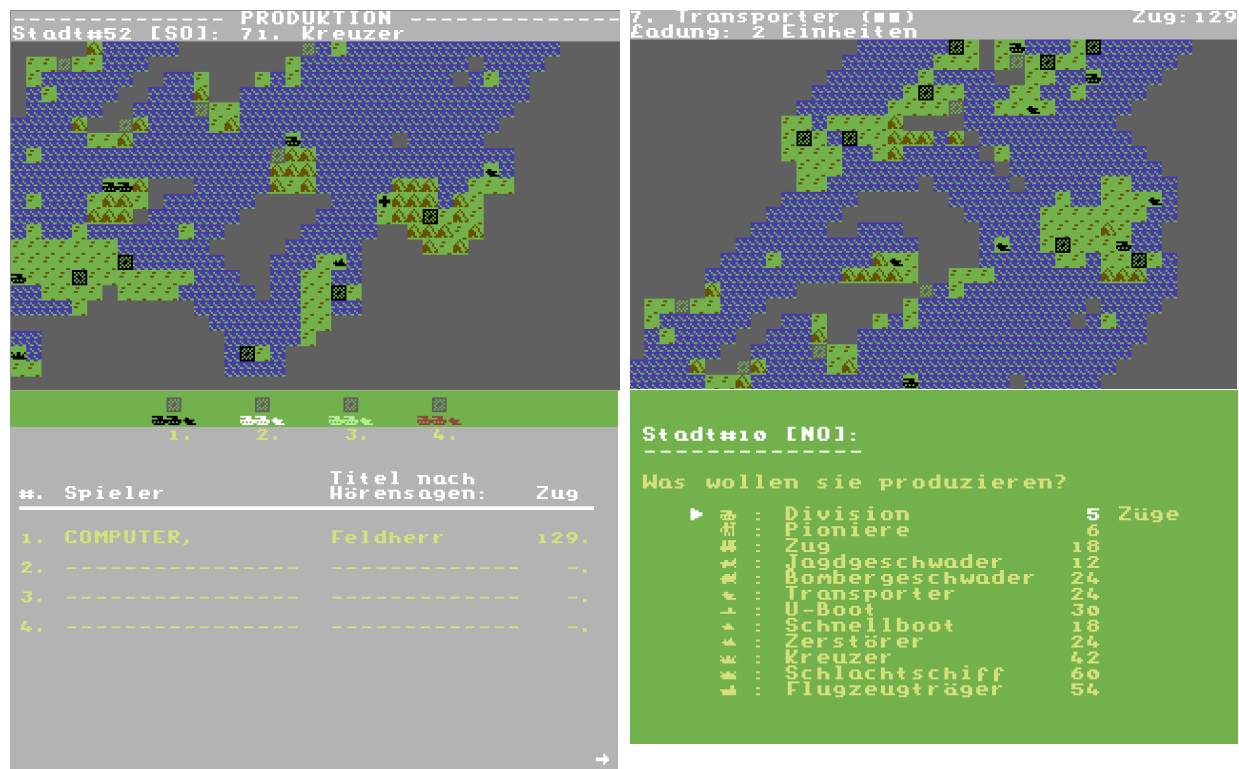 -------------- PRODUKTION --------------
Stadt#52 [SO]: 71. Kreuzer
7. Transporter (■■) Zug:129
Ladung: 2 Einheiten
1. 2. 3. 4.
#. Spieler Titel nach Hörensagen: Zug
1. COMPUTER, Feldherr 129.
2. --------------- ------------ -.
3. --------------- ------------ -.
4. --------------- ------------ -.
Stadt#10 [NO]:
--------------
Was wollen sie produzieren?
: Division 5 Züge
: Pioniere 6
: Zug 18
: Jagdgeschwader 12
: Bombergeschwader 24
: Transporter 24
: U-Boot 30
: Schnellboot 18
: Zerstörer 24
: Kreuzer 42
: Schlachtschiff 60
: Flugzeugträger 54